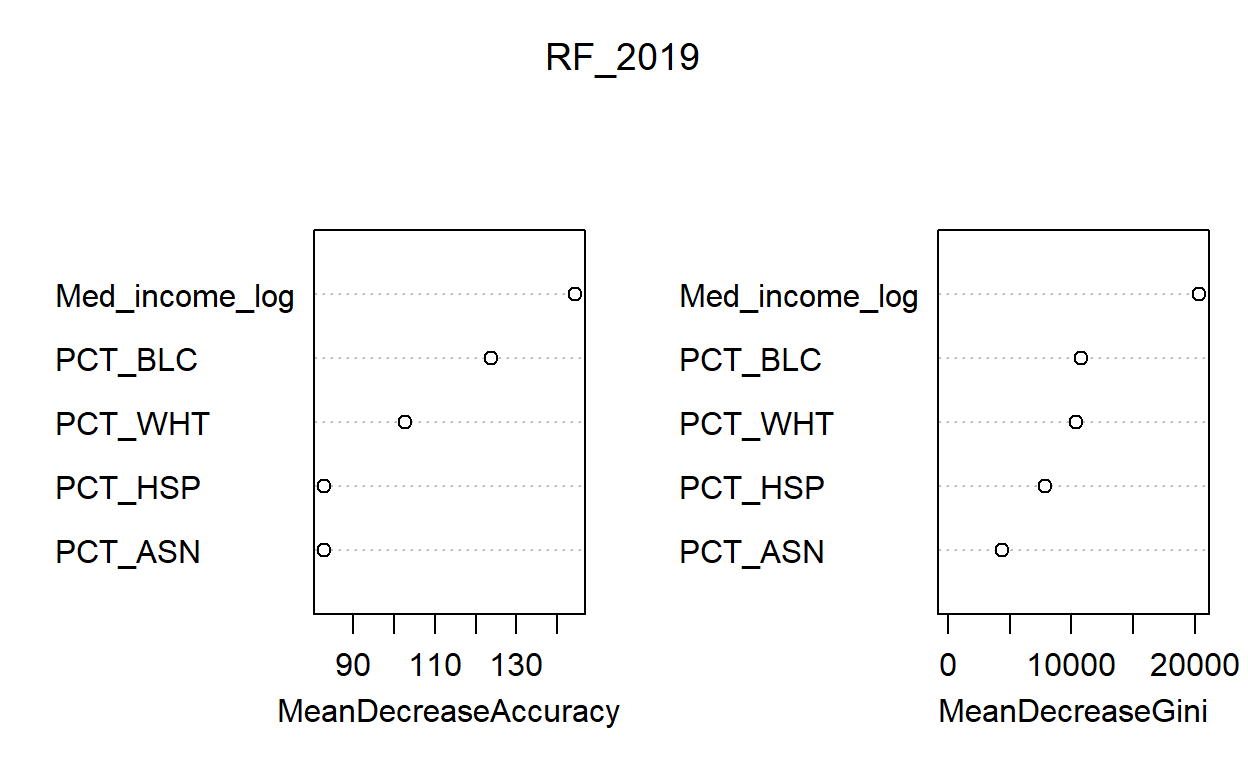 RF_2019
Med_income_log
PCT_BLC
PCT_WHT
PCT_HSP
PCT_ASN
90 110 130
MeanDecreaseAccuracy
Med_income_log
PCT_BLC
PCT_WHT
PCT_HSP
PCT_ASN
0 10000 20000
MeanDecreaseGini